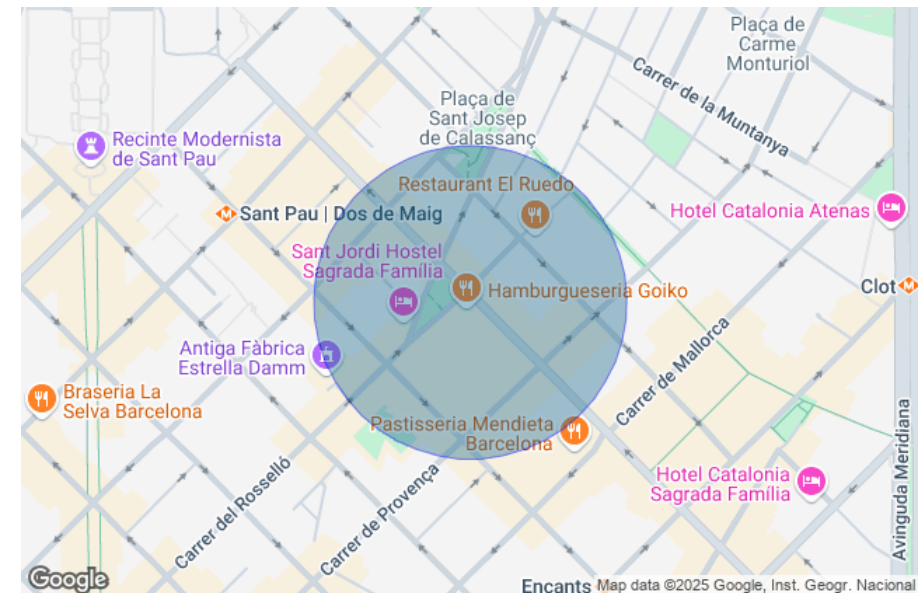 Plaça de
Carme
Monturiol
Carrer de la Muntanya
Plaça de
Sant Josep
de Calassanç
Recinte Modernista
de Sant Pau
Restaurant El Ruedo
Sant Pau | Dos de Maig
Hotel Catalonia Atenas
Sant Jordi Hostel
Sagrada Família
Hamburgueseria Goiko
Clot
Antiga Fàbrica
Estrella Damm
Carrer de Mallorca
Braseria La
Selva Barcelona
Pastisseria Mendieta
Barcelona
Avinguda Meridiana
Carrer del Rosselló
Carrer de Provença
Hotel Catalonia
Sagrada Família
Google
Encants
Map data ©2025 Google, Inst. Geogr. Nacional